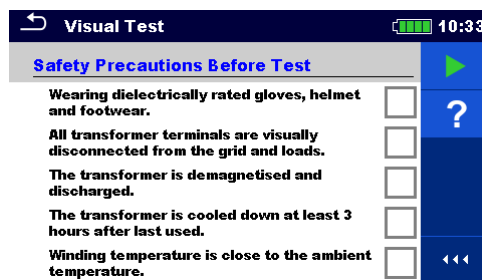 Visual Test
10:33
Safety Precautions Before Test
Wearing dielectrically rated gloves, helmet
and footwear.
All transformer terminals are visually
disconnected from the grid and loads.
The transformer is demagnetised and
discharged.
The transformer is cooled down at least 3
hours after last used.
Winding temperature is close to the ambient
temperature.
?